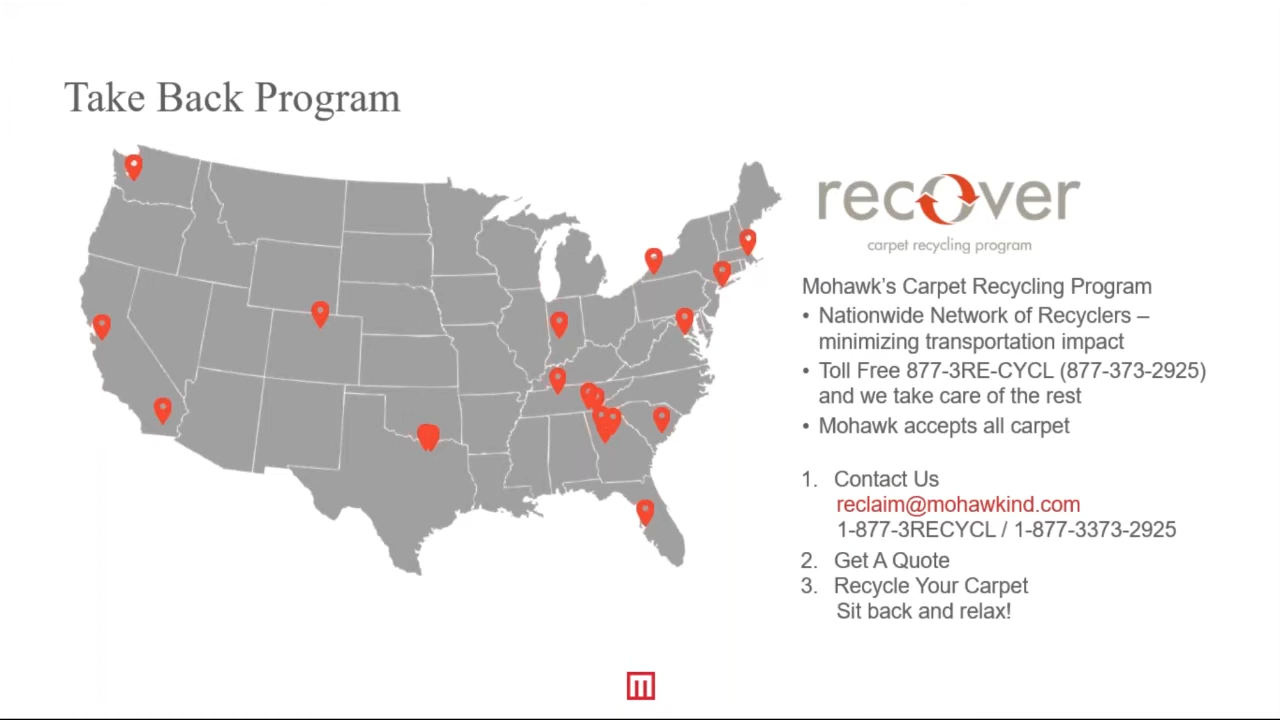 Take Back Program
recover
carpet recycling program
Mohawk's Carpet Recycling Program
• Nationwide Network of Recyclers –
minimizing transportation impact
• Toll Free 877-3RE-CYCL (877-373-2925)
and we take care of the rest
• Mohawk accepts all carpet
1. Contact Us
reclaim@mohawkind.com
1-877-3RECYCL / 1-877-3373-2925
2. Get A Quote
3. Recycle Your Carpet
Sit back and relax!